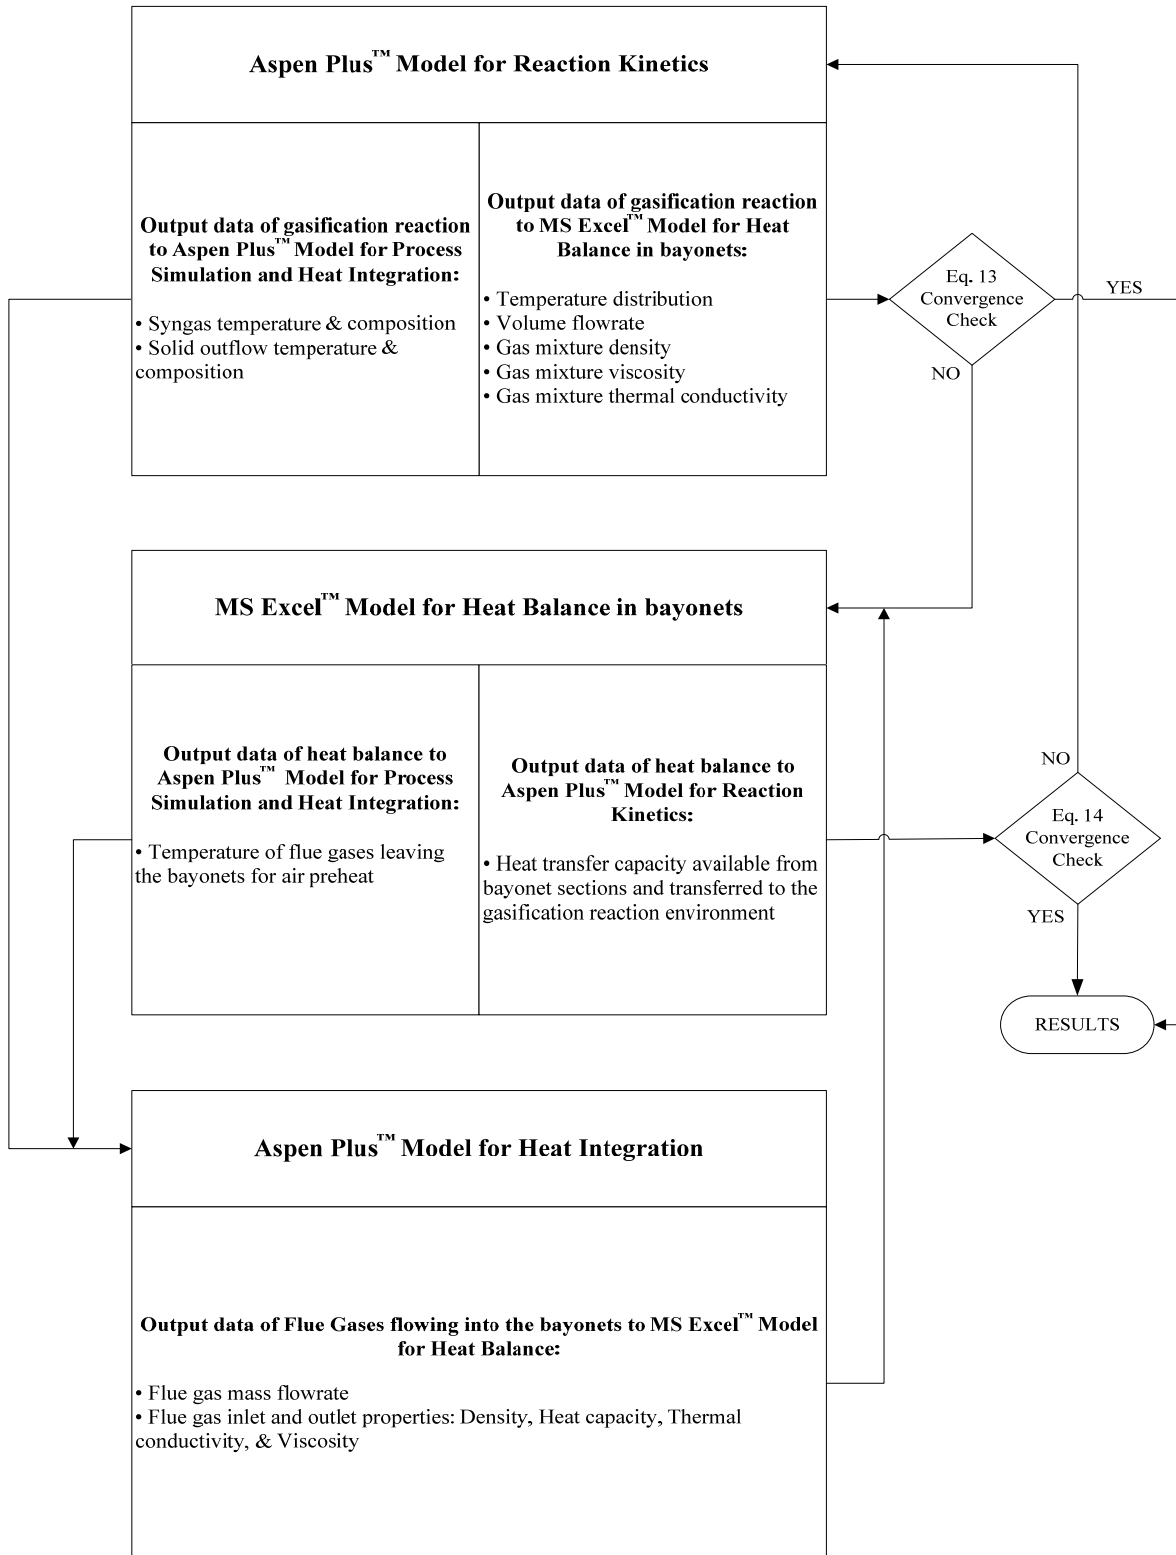 Aspen Plus™ Model for Reaction Kinetics
Output data of gasification reaction
to Aspen Plus™ Model for Process
Simulation and Heat Integration:
• Syngas temperature & composition
• Solid outflow temperature &
composition
Output data of gasification reaction
to MS Excel™ Model for Heat
Balance in bayonets:
• Temperature distribution
• Volume flowrate
• Gas mixture density
• Gas mixture viscosity
• Gas mixture thermal conductivity
Eq. 13
Convergence
Check
YES
NO
MS Excel™ Model for Heat Balance in bayonets
Output data of heat balance to
Aspen Plus™ Model for Process
Simulation and Heat Integration:
• Temperature of flue gases leaving
the bayonets for air preheat
Output data of heat balance to
Aspen Plus™ Model for Reaction
Kinetics:
• Heat transfer capacity available from
bayonet sections and transferred to the
gasification reaction environment
NO
Eq. 14
Convergence
Check
YES
RESULTS
Aspen Plus™ Model for Heat Integration
Output data of Flue Gases flowing into the bayonets to MS Excel™ Model
for Heat Balance:
• Flue gas mass flowrate
• Flue gas inlet and outlet properties: Density, Heat capacity, Thermal
conductivity, & Viscosity